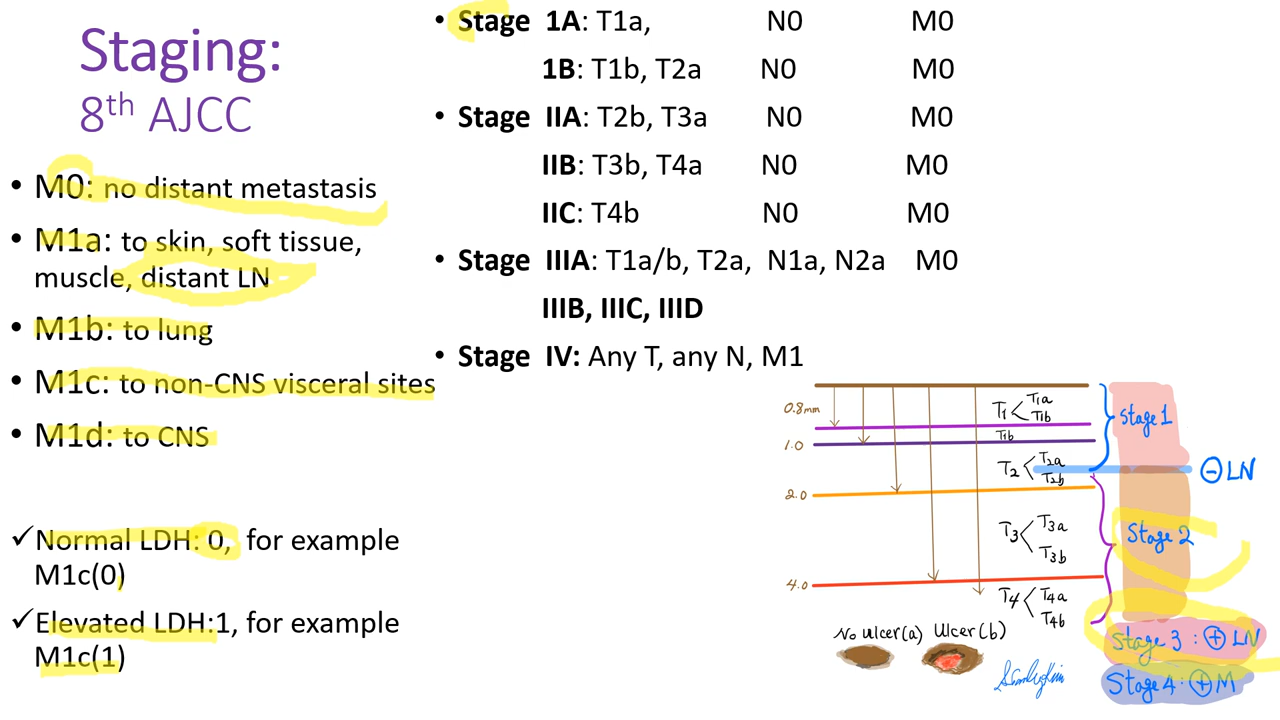 Staging:
8th AJCC
• M0: no distant metastasis
• M1a: to skin, soft tissue,
muscle, distant LN
• M1b: to lung
• M1c: to non-CNS visceral sites
• M1d: to CNS
✓Normal LDH: 0, for example
M1c(0)
✓Elevated LDH:1, for example
M1c(1)
• Stage 1A: T1a, N0 M0
1B: T1b, T2a N0 M0
• Stage IIA: T2b, T3a N0 M0
IIB: T3b, T4a N0 M0
IIC: T4b N0 M0
• Stage IIIA: T1a/b, T2a, N1a, N2a M0
IIIB, IIIC, IIID
• Stage IV: Any T, any N, M1
0.8mm
1.0
2.0
4.0
T1 < T1a
T1b
T1b
T2 < T2a
T2b
T3 < T3a
T3b
T4 < T4a
T4b
Stage 1
⊖ LN
Stage 2
Stage 3 : ⊕ LN
Stage 4 : ⊕ M
No ulcer(a) Ulcer(b)